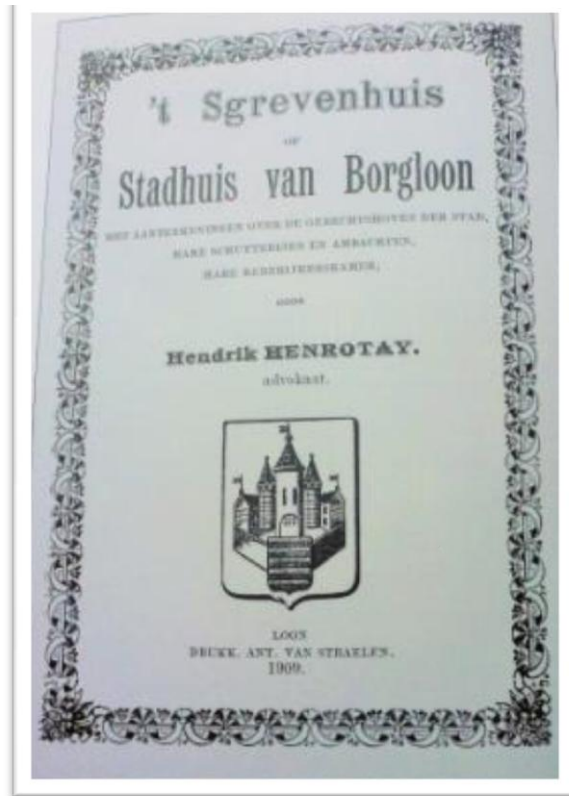 't Sgrevenhuis
OF
Stadhuis van Borgloon
MET AANTEEKENINGEN OVER DE GERECHTSHOVEN DER STAD,
HARE SCHUTTERIJEN EN AMBACHTEN,
HARE REDERIJKERSKAMER,
DOOR
Hendrik HENROTAY.
advokaat.
LOON
DRUKK. ANT. VAN STRAELEN.
1909.